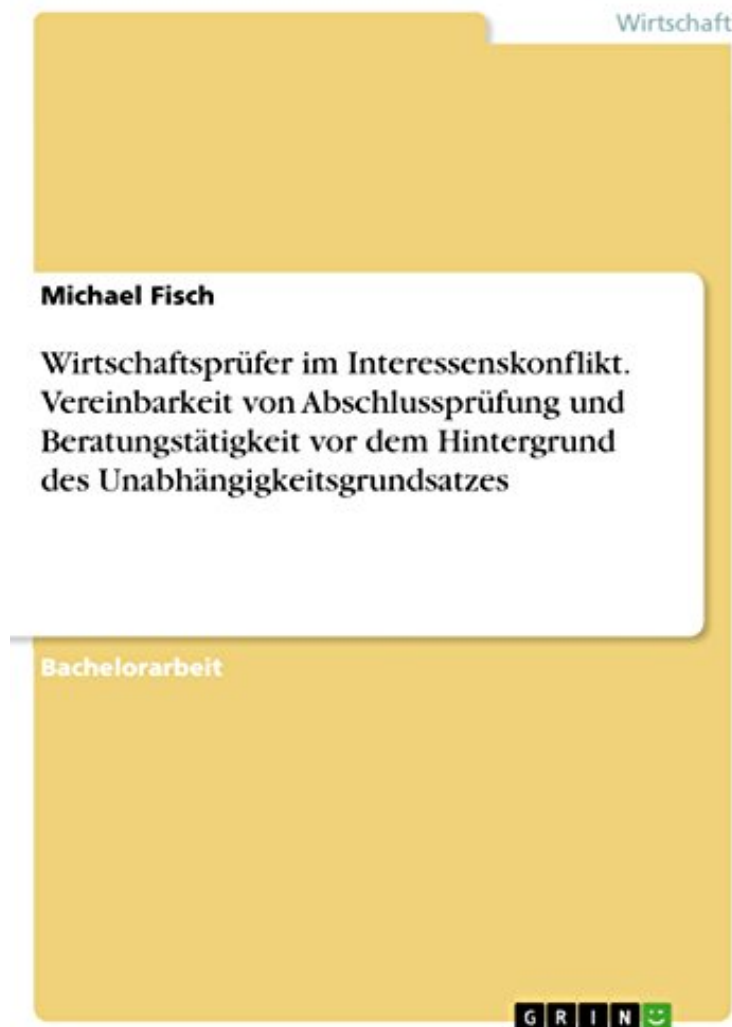 Wirtschaft
Michael Fisch
Wirtschaftsprüfer im Interessenskonflikt.
Vereinbarkeit von Abschlussprüfung und
Beratungstätigkeit vor dem Hintergrund
des Unabhängigkeitsgrundsatzes
Bachelorarbeit
GRIN